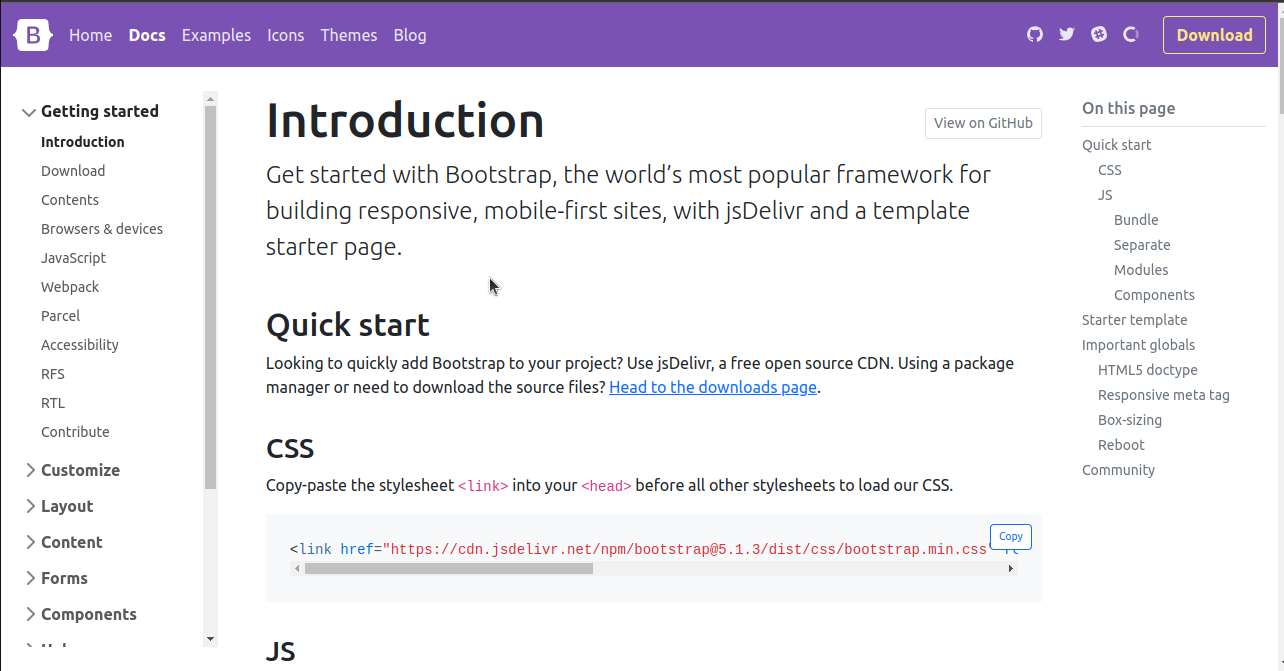 B Home Docs Examples Icons Themes Blog Download
Getting started
Introduction
Download
Contents
Browsers & devices
JavaScript
Webpack
Parcel
Accessibility
RFS
RTL
Contribute
Customize
Layout
Content
Forms
Components
Introduction
View on GitHub
Get started with Bootstrap, the world’s most popular framework for
building responsive, mobile-first sites, with jsDelivr and a template
starter page.
Quick start
Looking to quickly add Bootstrap to your project? Use jsDelivr, a free open source CDN. Using a package
manager or need to download the source files? Head to the downloads page.
CSS
Copy-paste the stylesheet <link> into your <head> before all other stylesheets to load our CSS.
Copy
<link href="https://cdn.jsdelivr.net/npm/bootstrap@5.1.3/dist/css/bootstrap.min.css"
JS
On this page
Quick start
CSS
JS
Bundle
Separate
Modules
Components
Starter template
Important globals
HTML5 doctype
Responsive meta tag
Box-sizing
Reboot
Community